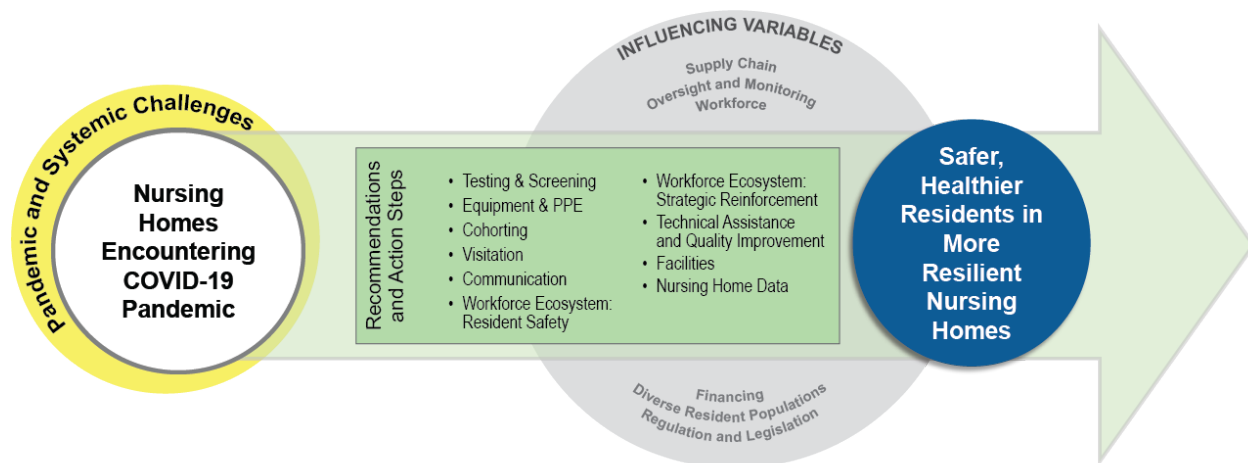 Pandemic and Systemic Challenges
Nursing
Homes
Encountering
COVID-19
Pandemic
INFLUENCING VARIABLES
Supply Chain
Oversight and Monitoring
Workforce
Recommendations
and Action Steps
• Testing & Screening
• Equipment & PPE
• Cohorting
• Visitation
• Communication
• Workforce Ecosystem:
Resident Safety
• Workforce Ecosystem:
Strategic Reinforcement
• Technical Assistance
and Quality Improvement
• Facilities
• Nursing Home Data
Financing
Diverse Resident Populations
Regulation and Legislation
Safer,
Healthier
Residents in
More
Resilient
Nursing
Homes